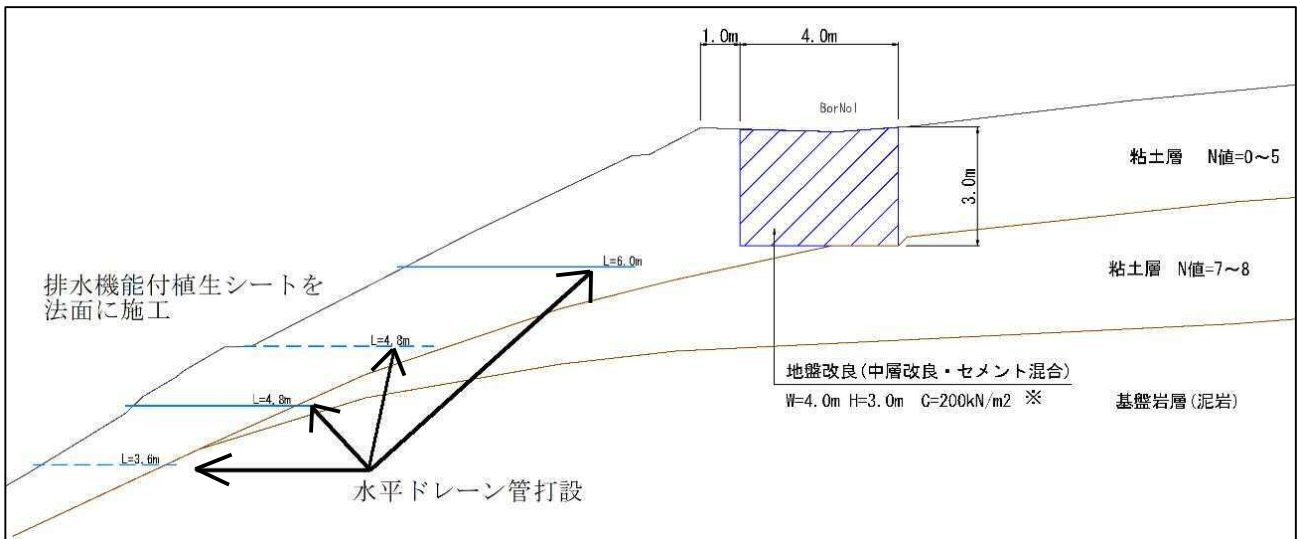 1.0m
4.0m
BorNo1
粘土層 N値=0～5
3.0m
L=6.0m
粘土層 N値=7～8
排水機能付植生シートを
法面に施工
L=4.8m
地盤改良(中層改良・セメント混合)
L=4.8m
W=4.0m H=3.0m C=200kN/m2 ※
基盤岩層(泥岩)
L=3.6m
水平ドレーン管打設